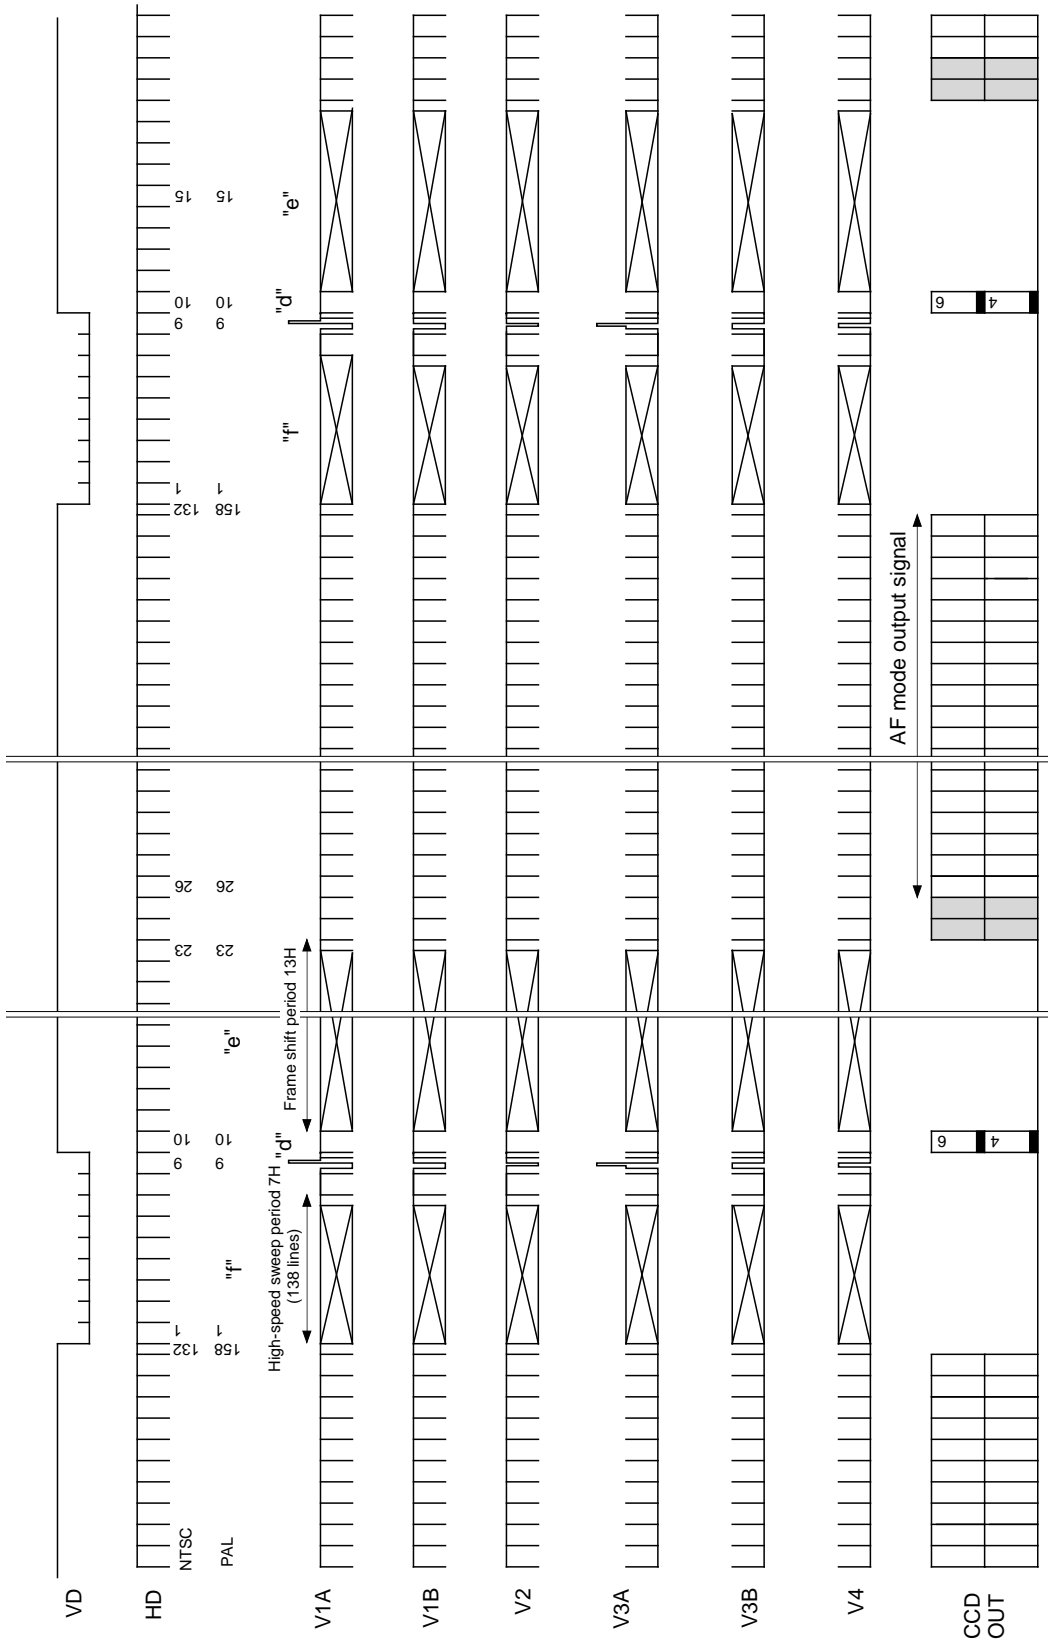 VD
HD
NTSC 132 1 9 10 23 26 132 1 9 10 15
PAL 158 1 9 10 23 26 158 1 9 10 15
"f" "d" "e" "f" "d" "e"
High-speed sweep period 7H
(138 lines)
Frame shift period 13H
V1A
V1B
V2
V3A
V3B
V4
AF mode output signal
CCD
OUT
6 6
4 4